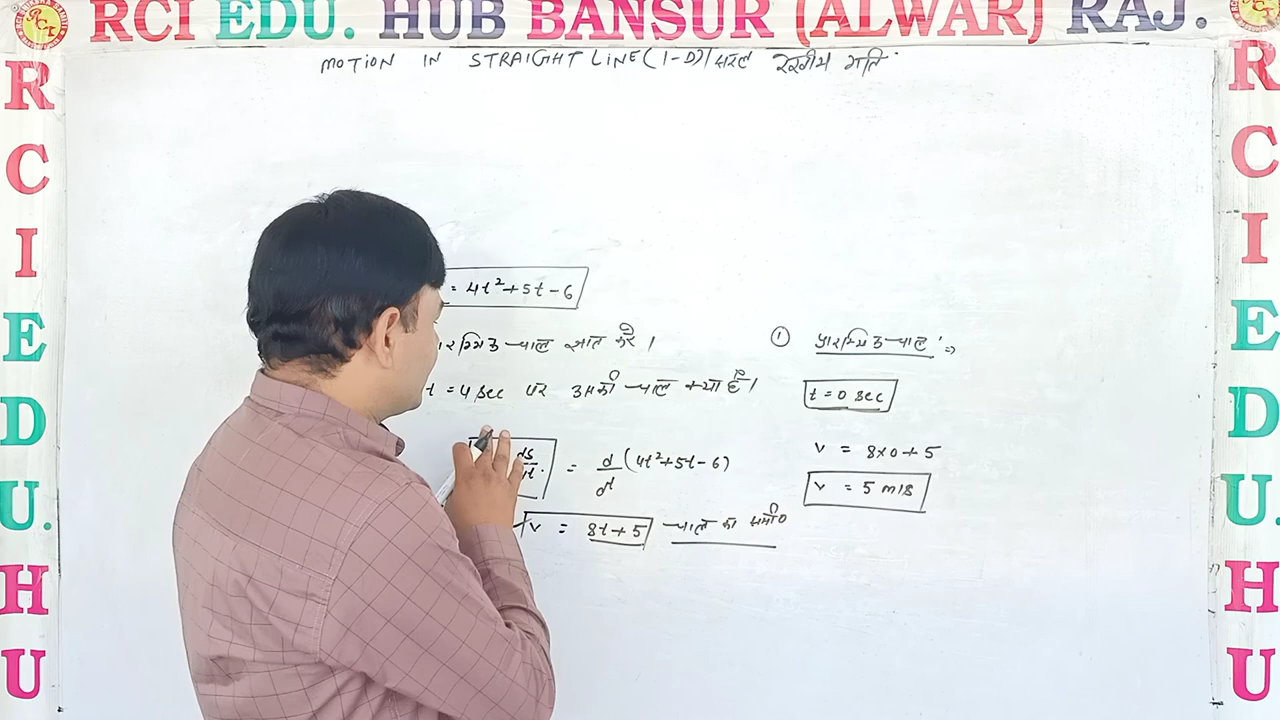 RCI EDU. HUB BANSUR (ALWAR) RAJ.
R C I E D U. H U
R C I E D U. H U
MOTION IN STRAIGHT LINE (1-D) / सरल रेखीय गति
= 4t²+5t-6
चाल ज्ञात करे।
t = 4 sec पर उसकी चाल क्या है।
= d/dt (4t²+5t-6)
v = 8t+5 चाल का समी०
① प्रारम्भिक चाल :⇒
t = 0 sec
v = 8×0+5
v = 5 m/s